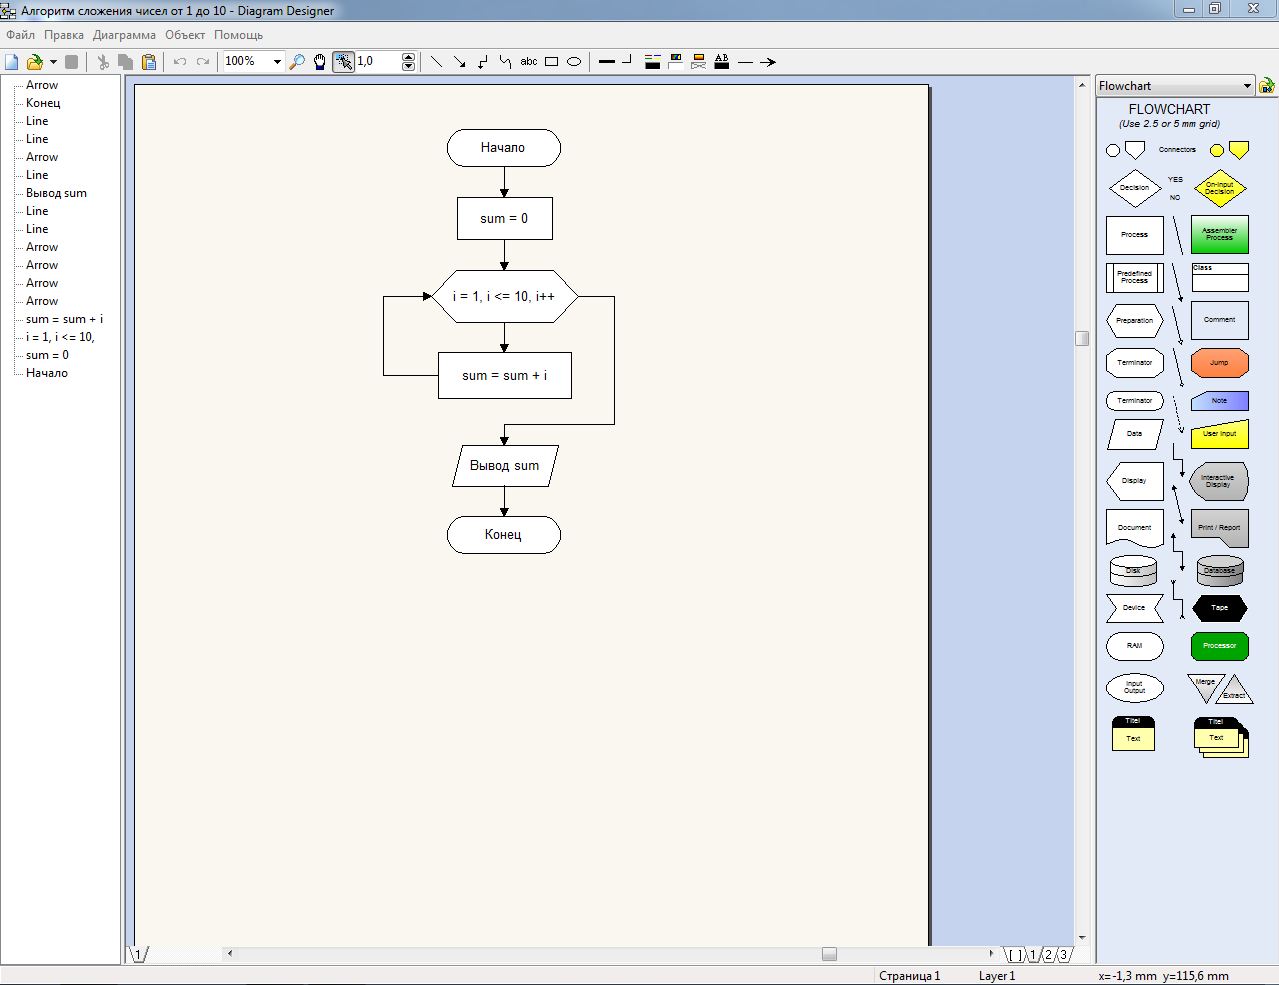 Алгоритм сложения чисел от 1 до 10 - Diagram Designer
Файл Правка Диаграмма Объект Помощь
100% 1,0 abc AB
Arrow
Конец
Line
Line
Arrow
Line
Вывод sum
Line
Line
Arrow
Arrow
Arrow
Arrow
sum = sum + i
i = 1, i <= 10,
sum = 0
Начало
Начало
sum = 0
i = 1, i <= 10, i++
sum = sum + i
Вывод sum
Конец
Flowchart
FLOWCHART
(Use 2.5 or 5 mm grid)
Connectors
Decision
YES
NO
On-input
Decision
Process
Assembler
Process
Predefined
Process
Class
Preparation
Comment
Terminator
Jump
Terminator
Note
Data
User input
Display
Interactive
Display
Document
Print / Report
Disk
Database
Device
Tape
RAM
Processor
Input
Output
Merge
Extract
Titel
Text
Titel
Text
1
[ ] 1 2 3
Страница 1 Layer 1 x=-1,3 mm y=115,6 mm